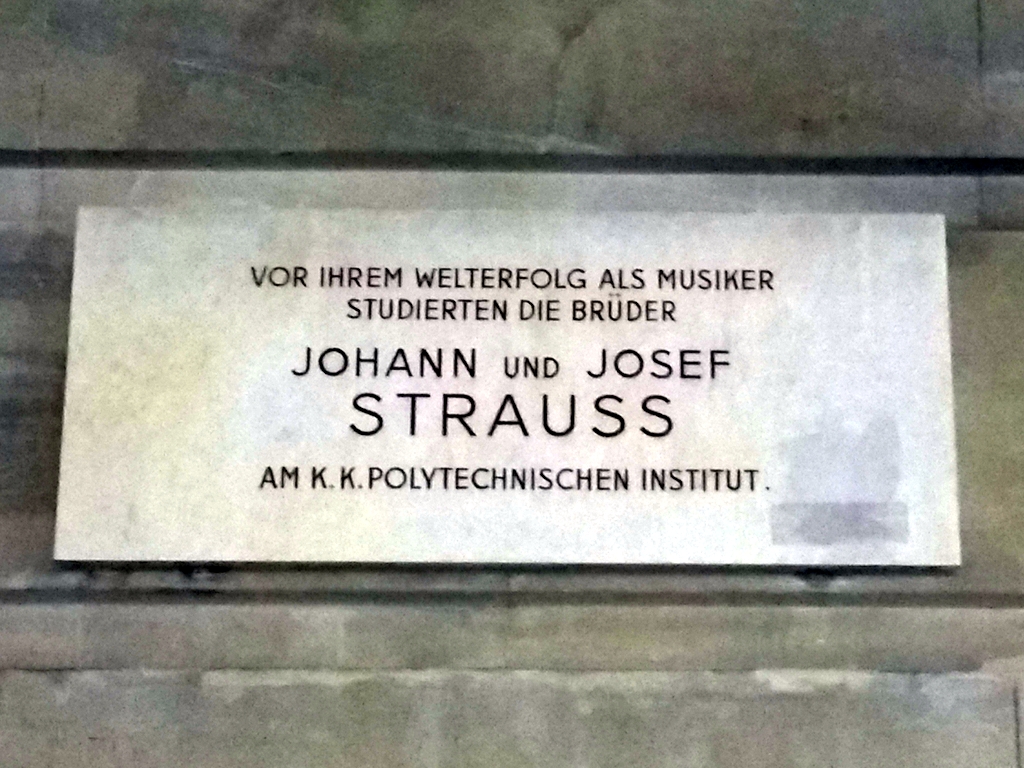 VOR IHREM WELTERFOLG ALS MUSIKER
STUDIERTEN DIE BRÜDER
JOHANN UND JOSEF
STRAUSS
AM K.K. POLYTECHNISCHEN INSTITUT.